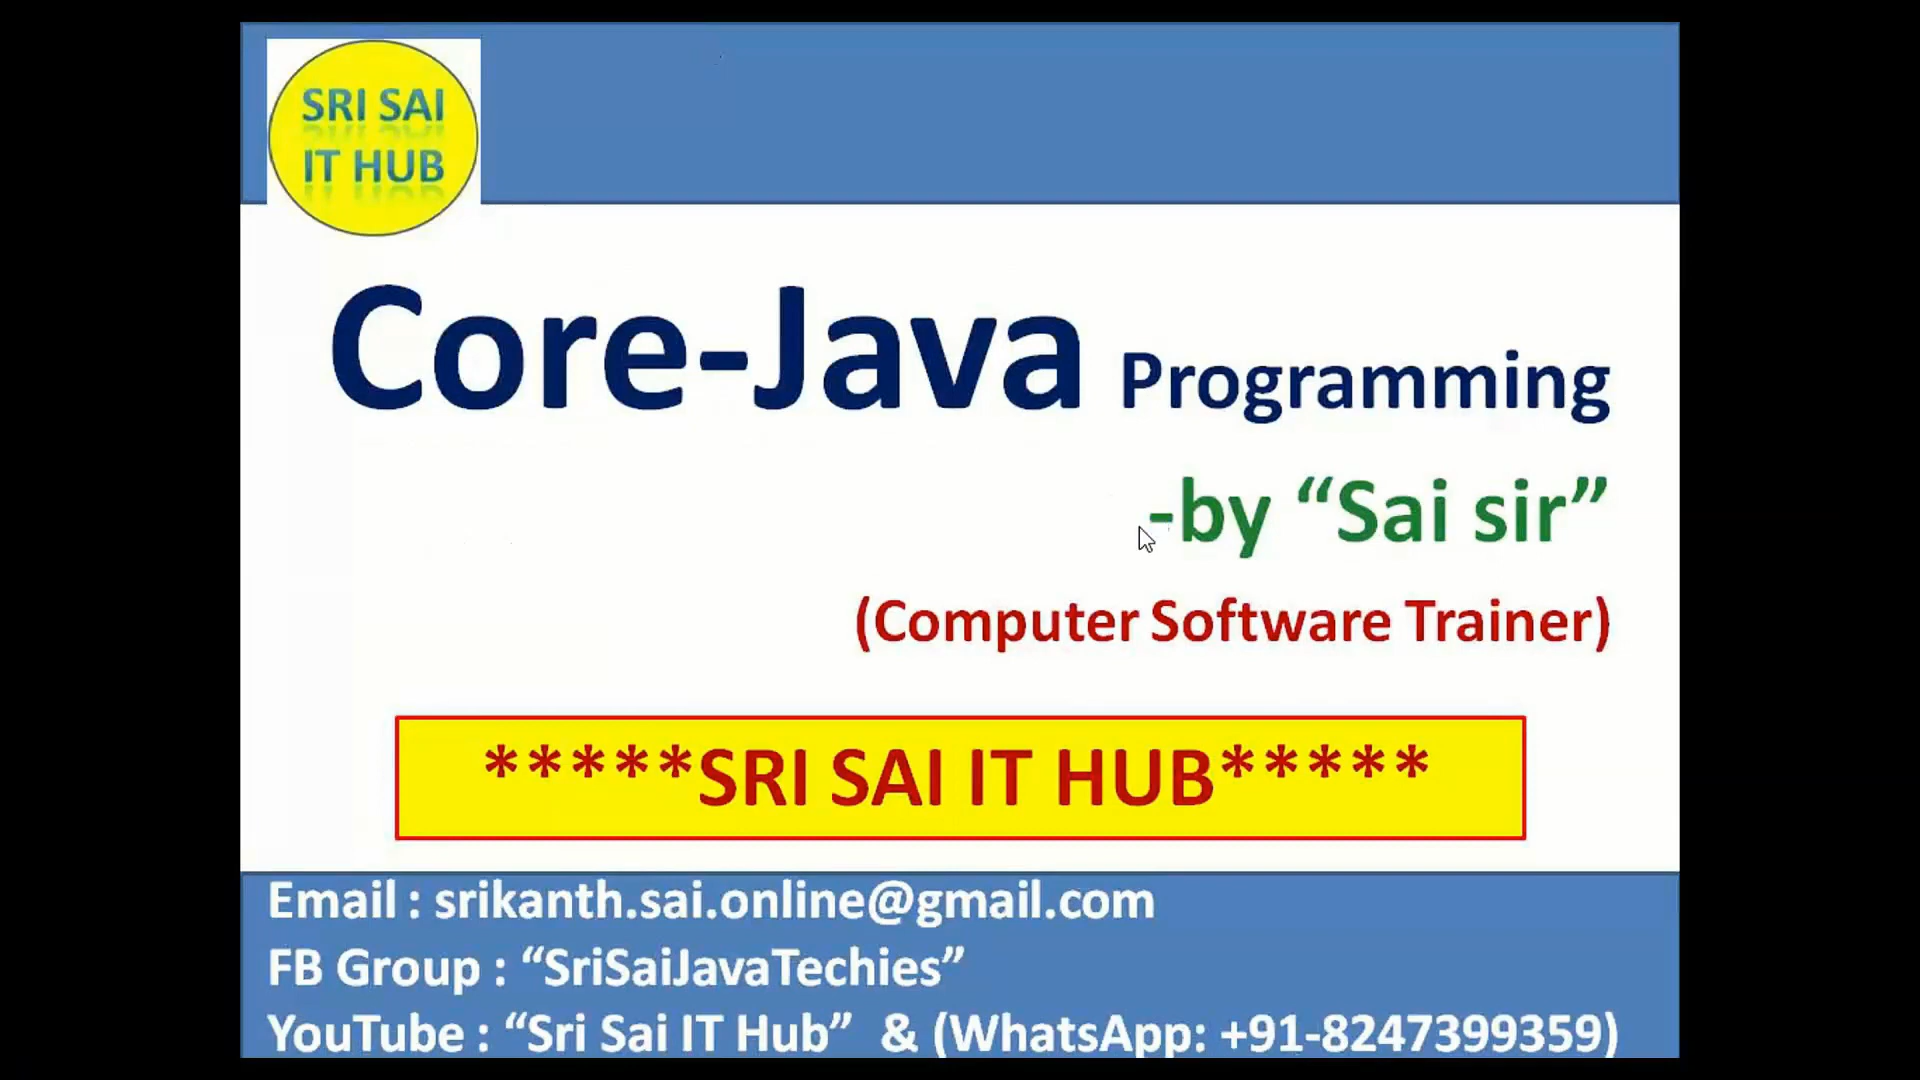 SRI SAI
IT HUB
Core-Java Programming
-by “Sai sir”
(Computer Software Trainer)
*****SRI SAI IT HUB*****
Email : srikanth.sai.online@gmail.com
FB Group : “SriSaiJavaTechies”
YouTube : “Sri Sai IT Hub” & (WhatsApp: +91-8247399359)